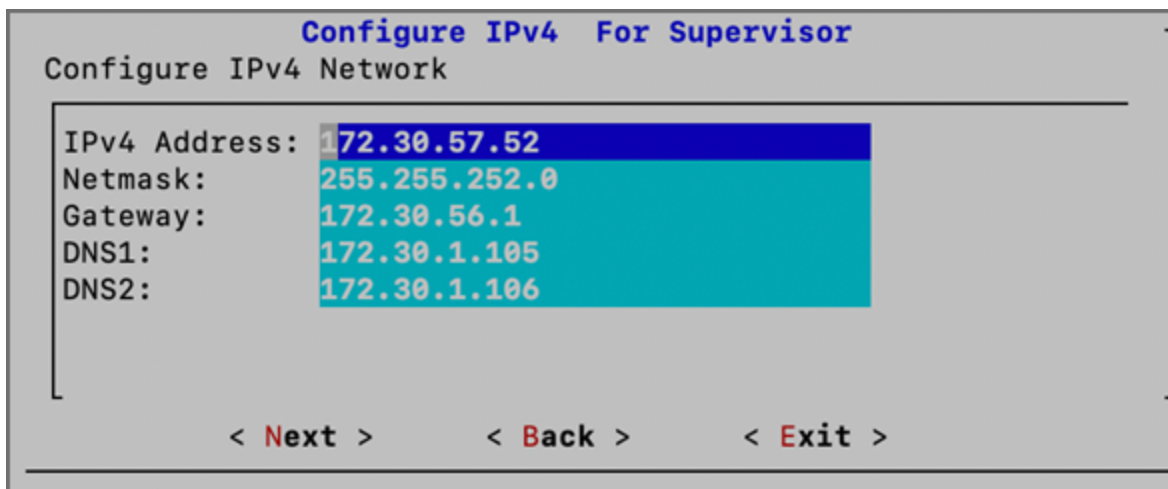 Configure IPv4  For Supervisor
Configure IPv4 Network
IPv4 Address: 172.30.57.52
Netmask: 255.255.252.0
Gateway: 172.30.56.1
DNS1: 172.30.1.105
DNS2: 172.30.1.106
< Next > < Back > < Exit >